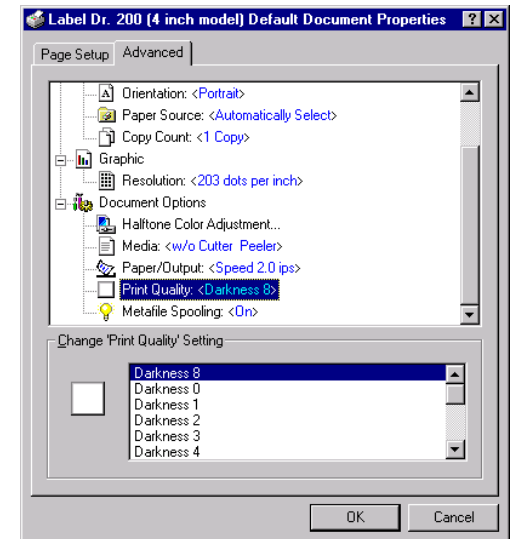 Label Dr. 200 (4 inch model) Default Document Properties
Page Setup Advanced
Orientation: <Portrait>
Paper Source: <Automatically Select>
Copy Count: <1 Copy>
Graphic
Resolution: <203 dots per inch>
Document Options
Halftone Color Adjustment...
Media: <w/o Cutter Peeler>
Paper/Output: <Speed 2.0 ips>
Print Quality: <Darkness 8>
Metafile Spooling: <On>
Change 'Print Quality' Setting
Darkness 8
Darkness 0
Darkness 1
Darkness 2
Darkness 3
Darkness 4
OK Cancel